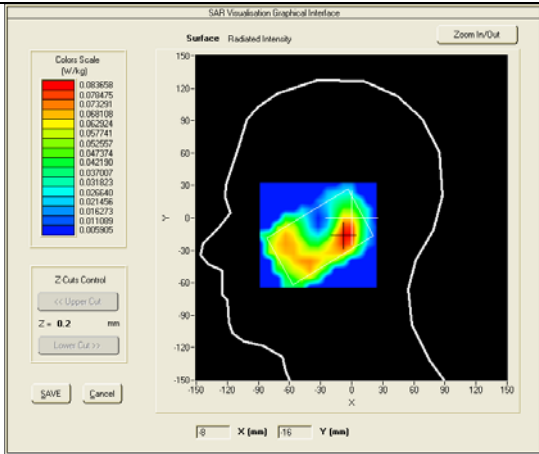 SAR Visualisation Graphical Interface
Surface Radiated Intensity
Zoom In/Out
Colors Scale
(W/kg)
0.083658
0.078475
0.073291
0.068108
0.062924
0.057741
0.052557
0.047374
0.042190
0.037007
0.031823
0.026640
0.021456
0.016273
0.011089
0.005905
150
120
90
60
30
0
-30
-60
-90
-120
-150
Y
-150 -120 -90 -60 -30 0 30 60 90 120 150
X
Z Cuts Control
<< Upper Cut
Z = 0.2 mm
Lower Cut >>
SAVE Cancel
-8 X (mm) -16 Y (mm)